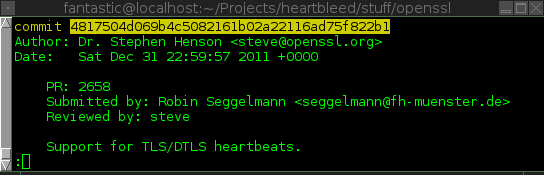 fantastic@localhost:~/Projects/heartbleed/stuff/openssl
commit 4817504d069b4c5082161b02a22116ad75f822b1
Author: Dr. Stephen Henson <steve@openssl.org>
Date:   Sat Dec 31 22:59:57 2011 +0000
PR: 2658
Submitted by: Robin Seggelmann <seggelmann@fh-muenster.de>
Reviewed by: steve
Support for TLS/DTLS heartbeats.
: